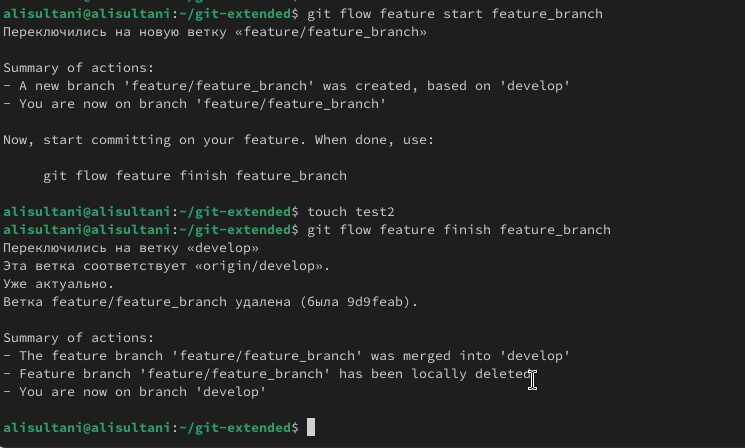 alisultani@alisultani:~/git-extended$ git flow feature start feature_branch
Переключились на новую ветку «feature/feature_branch»
Summary of actions:
- A new branch 'feature/feature_branch' was created, based on 'develop'
- You are now on branch 'feature/feature_branch'
Now, start committing on your feature. When done, use:
git flow feature finish feature_branch
alisultani@alisultani:~/git-extended$ touch test2
alisultani@alisultani:~/git-extended$ git flow feature finish feature_branch
Переключились на ветку «develop»
Эта ветка соответствует «origin/develop».
Уже актуально.
Ветка feature/feature_branch удалена (была 9d9feab).
Summary of actions:
- The feature branch 'feature/feature_branch' was merged into 'develop'
- Feature branch 'feature/feature_branch' has been locally deleted
- You are now on branch 'develop'
alisultani@alisultani:~/git-extended$